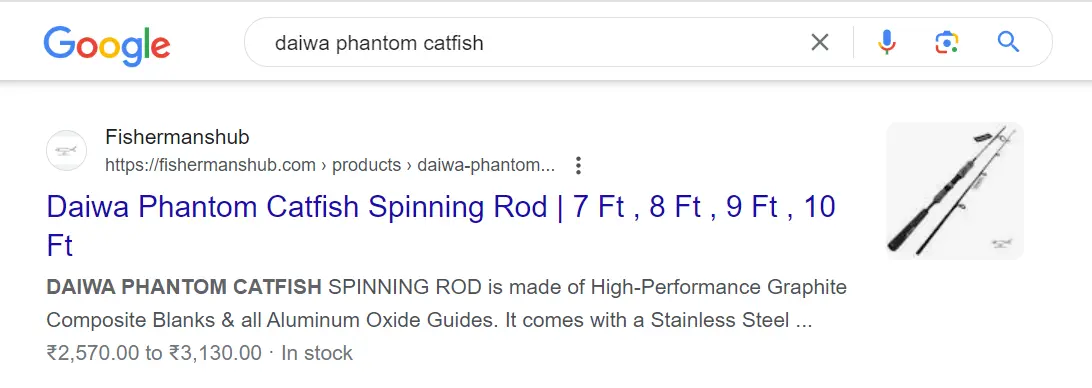 Google
daiwa phantom catfish
Fishermanshub
https://fishermanshub.com › products › daiwa-phantom...
Daiwa Phantom Catfish Spinning Rod | 7 Ft , 8 Ft , 9 Ft , 10
Ft
DAIWA PHANTOM CATFISH SPINNING ROD is made of High-Performance Graphite
Composite Blanks & all Aluminum Oxide Guides. It comes with a Stainless Steel ...
₹2,570.00 to ₹3,130.00 · In stock